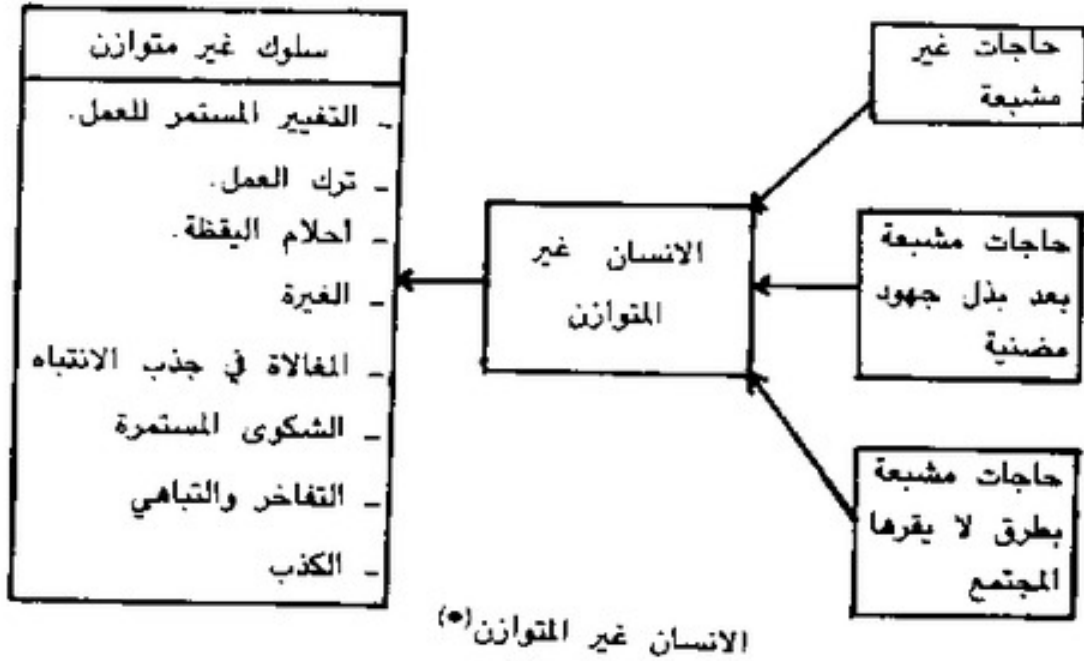 حاجات غير
مشبعة
حاجات مشبعة
بعد بذل جهود
مضنية
حاجات مشبعة
بطرق لا يقرها
المجتمع
الانسان غير
المتوازن
سلوك غير متوازن
- التغيير المستمر للعمل.
- ترك العمل.
- احلام اليقظة.
- الغيرة
- المغالاة في جذب الانتباه
- الشكوى المستمرة
- التفاخر والتباهي
- الكذب
الانسان غير المتوازن(*)